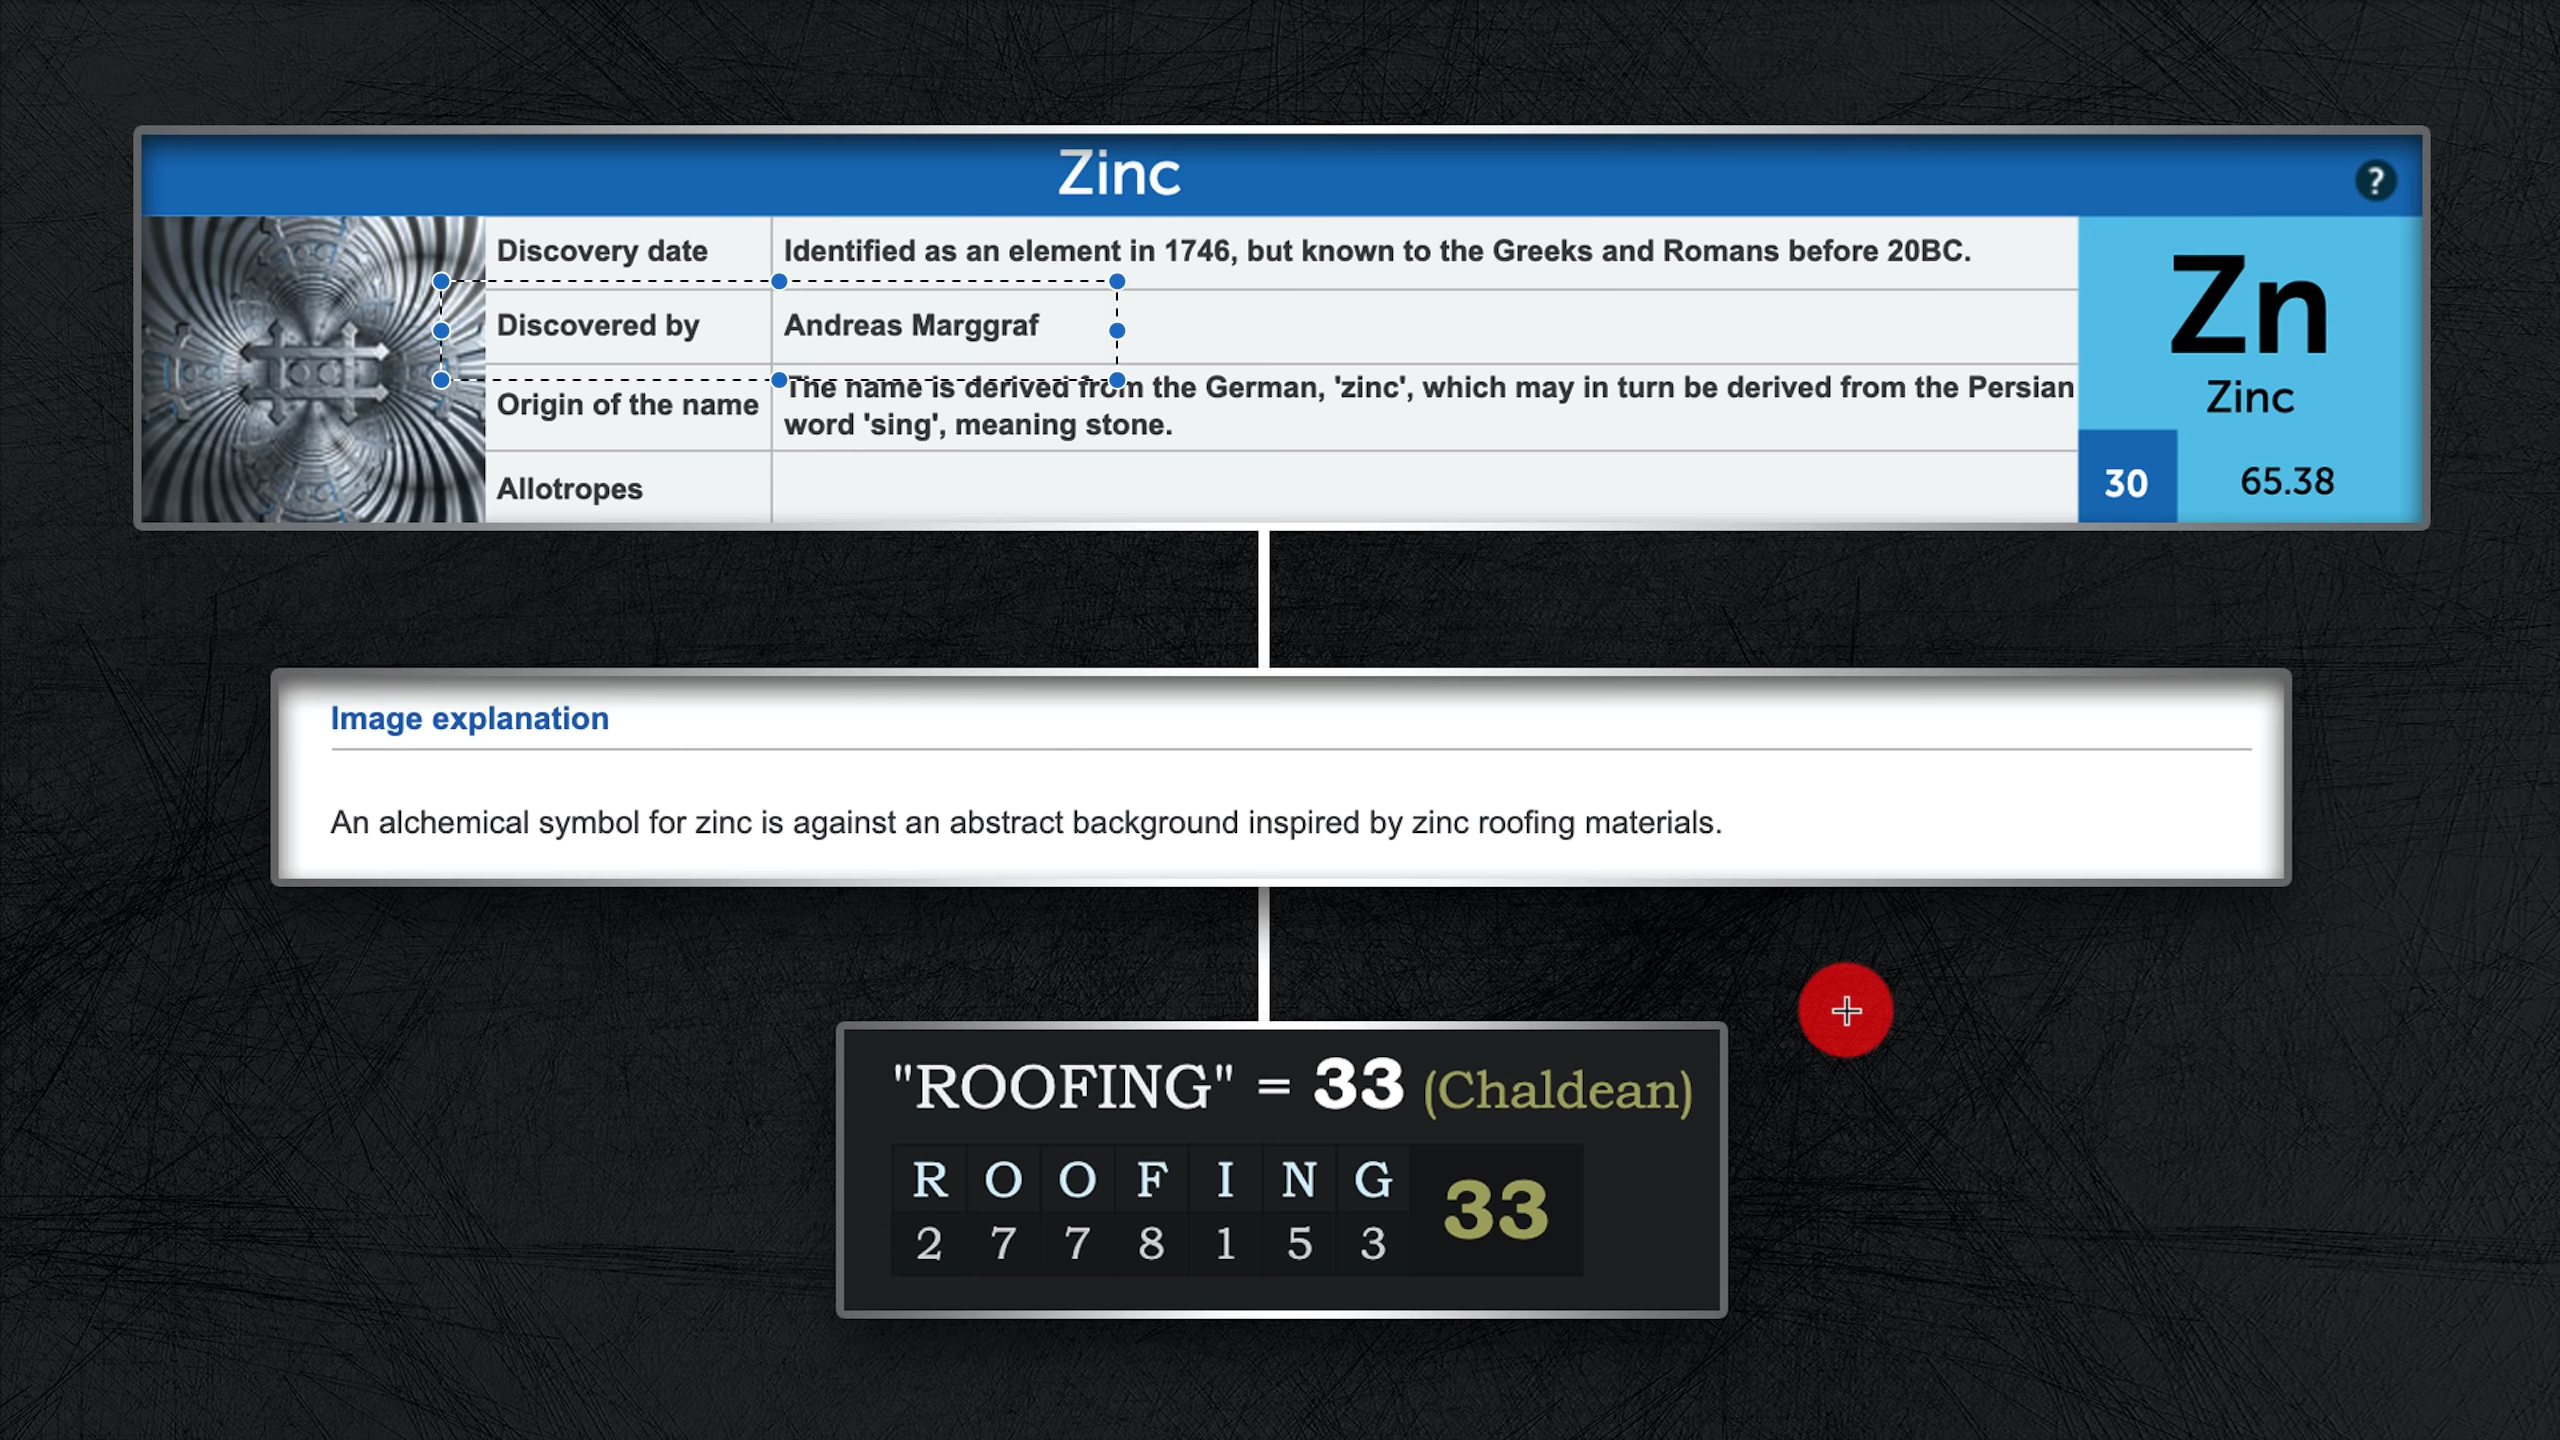 Zinc
?
Discovery date
Identified as an element in 1746, but known to the Greeks and Romans before 20BC.
Discovered by
Andreas Marggraf
Origin of the name
The name is derived from the German, 'zinc', which may in turn be derived from the Persian
word 'sing', meaning stone.
Allotropes
Zn
Zinc
30
65.38
Image explanation
An alchemical symbol for zinc is against an abstract background inspired by zinc roofing materials.
"ROOFING" = 33 (Chaldean)
R O O F I N G
2 7 7 8 1 5 3
33